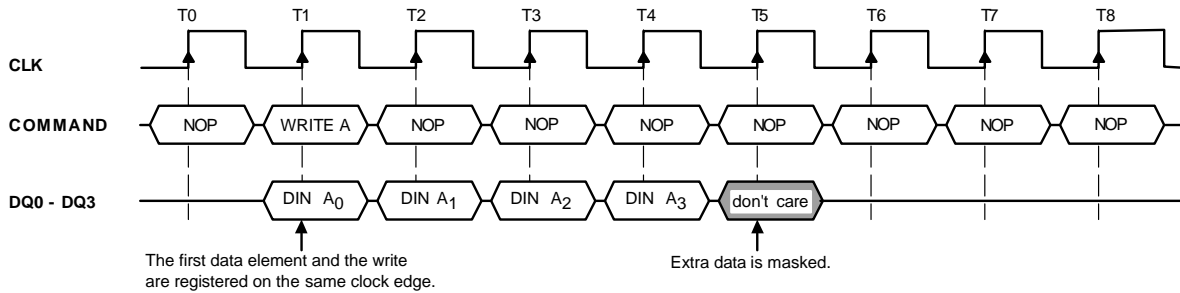 T0 T1 T2 T3 T4 T5 T6 T7 T8
CLK
COMMAND NOP WRITE A NOP NOP NOP NOP NOP NOP NOP
DQ0 - DQ3 DIN A0 DIN A1 DIN A2 DIN A3 don't care
The first data element and the write
are registered on the same clock edge.
Extra data is masked.